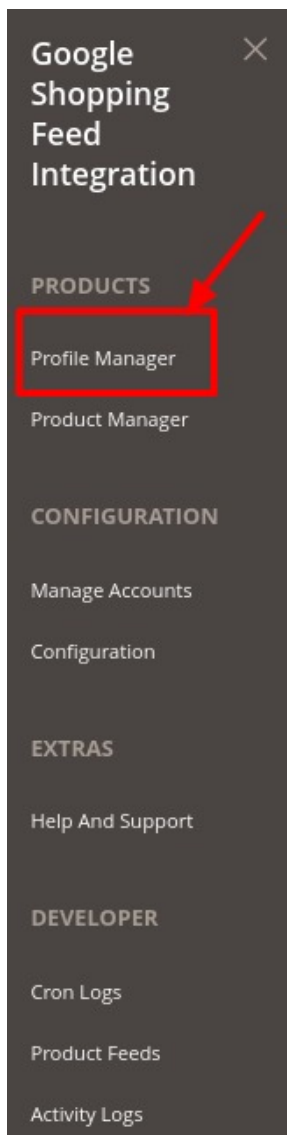 Google
Shopping
Feed
Integration
PRODUCTS
Profile Manager
Product Manager
CONFIGURATION
Manage Accounts
Configuration
EXTRAS
Help And Support
DEVELOPER
Cron Logs
Product Feeds
Activity Logs